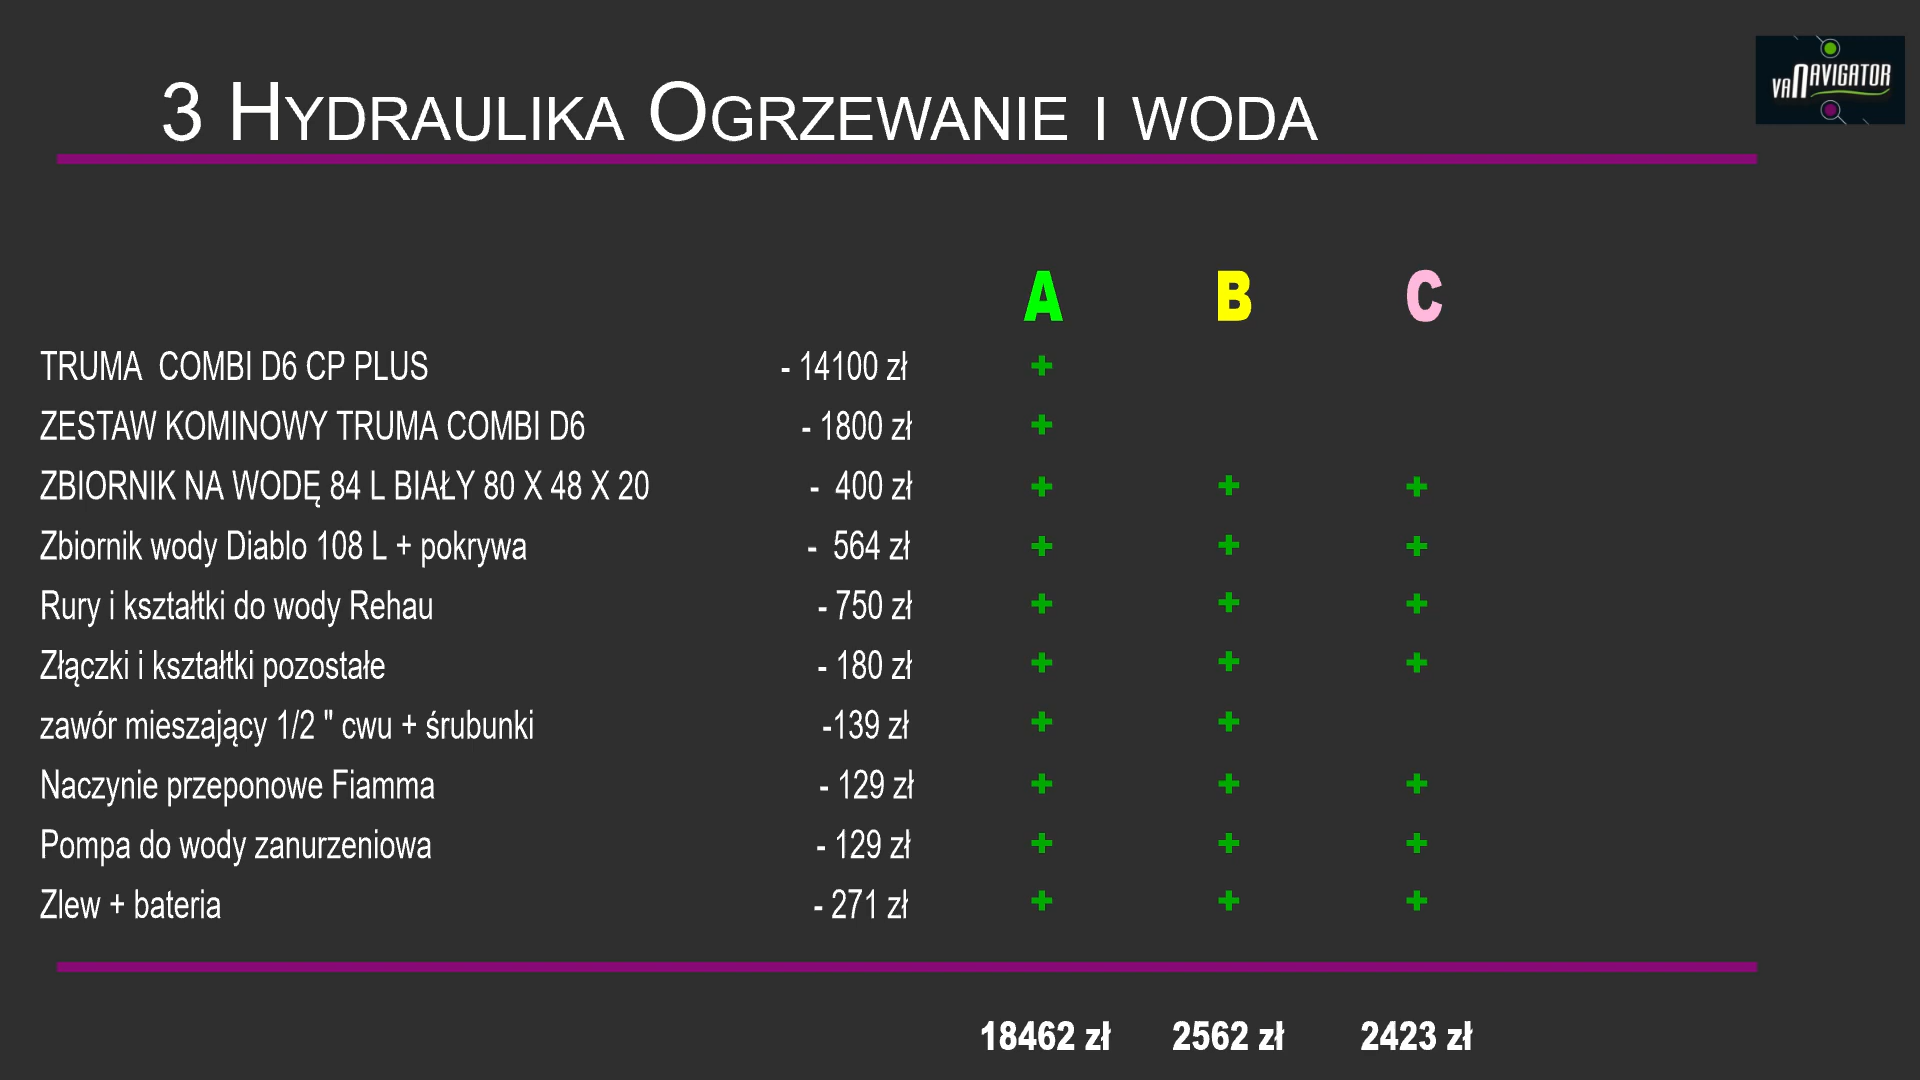 3 Hydraulika Ogrzewanie i woda
VANAVIGATOR
A B C
TRUMA COMBI D6 CP PLUS - 14100 zł +
ZESTAW KOMINOWY TRUMA COMBI D6 - 1800 zł +
ZBIORNIK NA WODĘ 84 L BIAŁY 80 X 48 X 20 - 400 zł + + +
Zbiornik wody Diablo 108 L + pokrywa - 564 zł + + +
Rury i kształtki do wody Rehau - 750 zł + + +
Złączki i kształtki pozostałe - 180 zł + + +
zawór mieszający 1/2 " cwu + śrubunki -139 zł + +
Naczynie przeponowe Fiamma - 129 zł + + +
Pompa do wody zanurzeniowa - 129 zł + + +
Zlew + bateria - 271 zł + + +
18462 zł 2562 zł 2423 zł